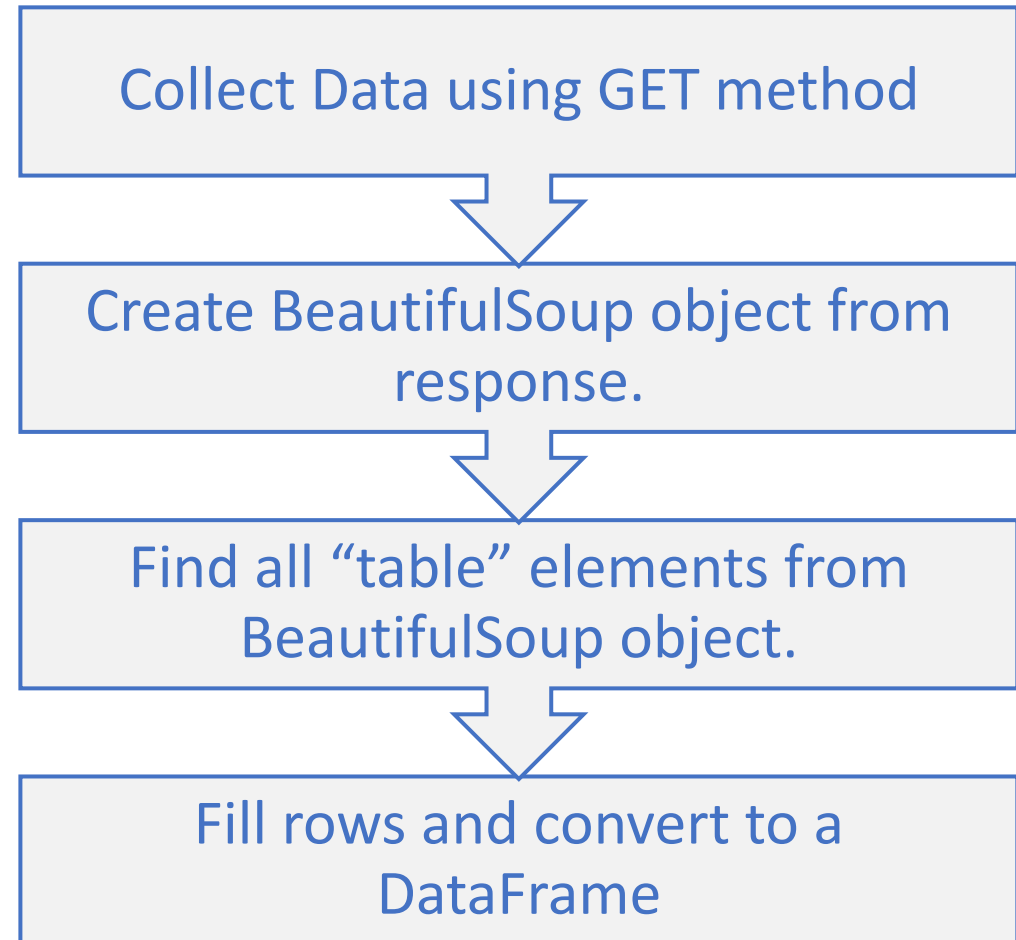 Collect Data using GET method
Create BeautifulSoup object from
response.
Find all “table” elements from
BeautifulSoup object.
Fill rows and convert to a
DataFrame